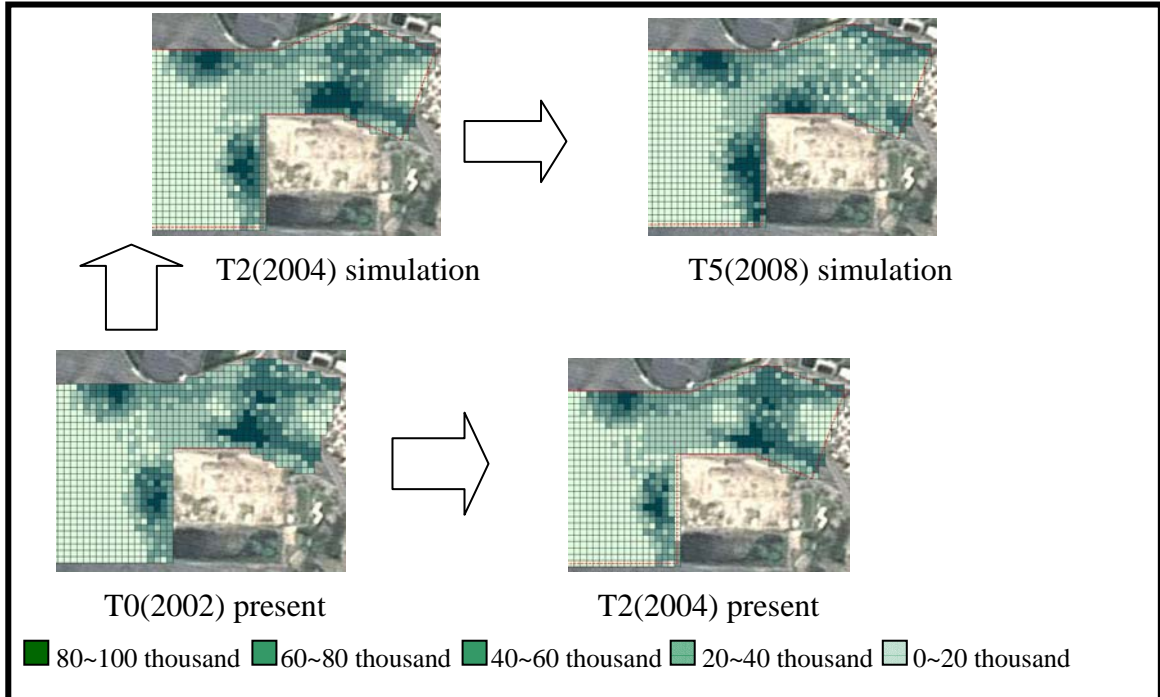 T2(2004) simulation
T5(2008) simulation
T0(2002) present
T2(2004) present
80~100 thousand 60~80 thousand 40~60 thousand 20~40 thousand 0~20 thousand